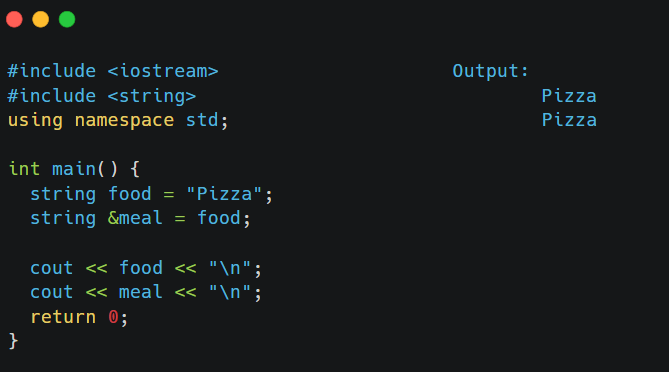 #include <iostream>
#include <string>
using namespace std;
int main() {
  string food = "Pizza";
  string &meal = food;
  cout << food << "\n";
  cout << meal << "\n";
  return 0;
}
Output:
Pizza
Pizza